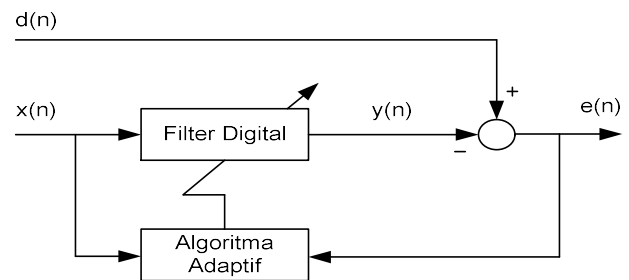 d(n)
x(n)
Filter Digital
y(n)
+
−
e(n)
Algoritma
Adaptif